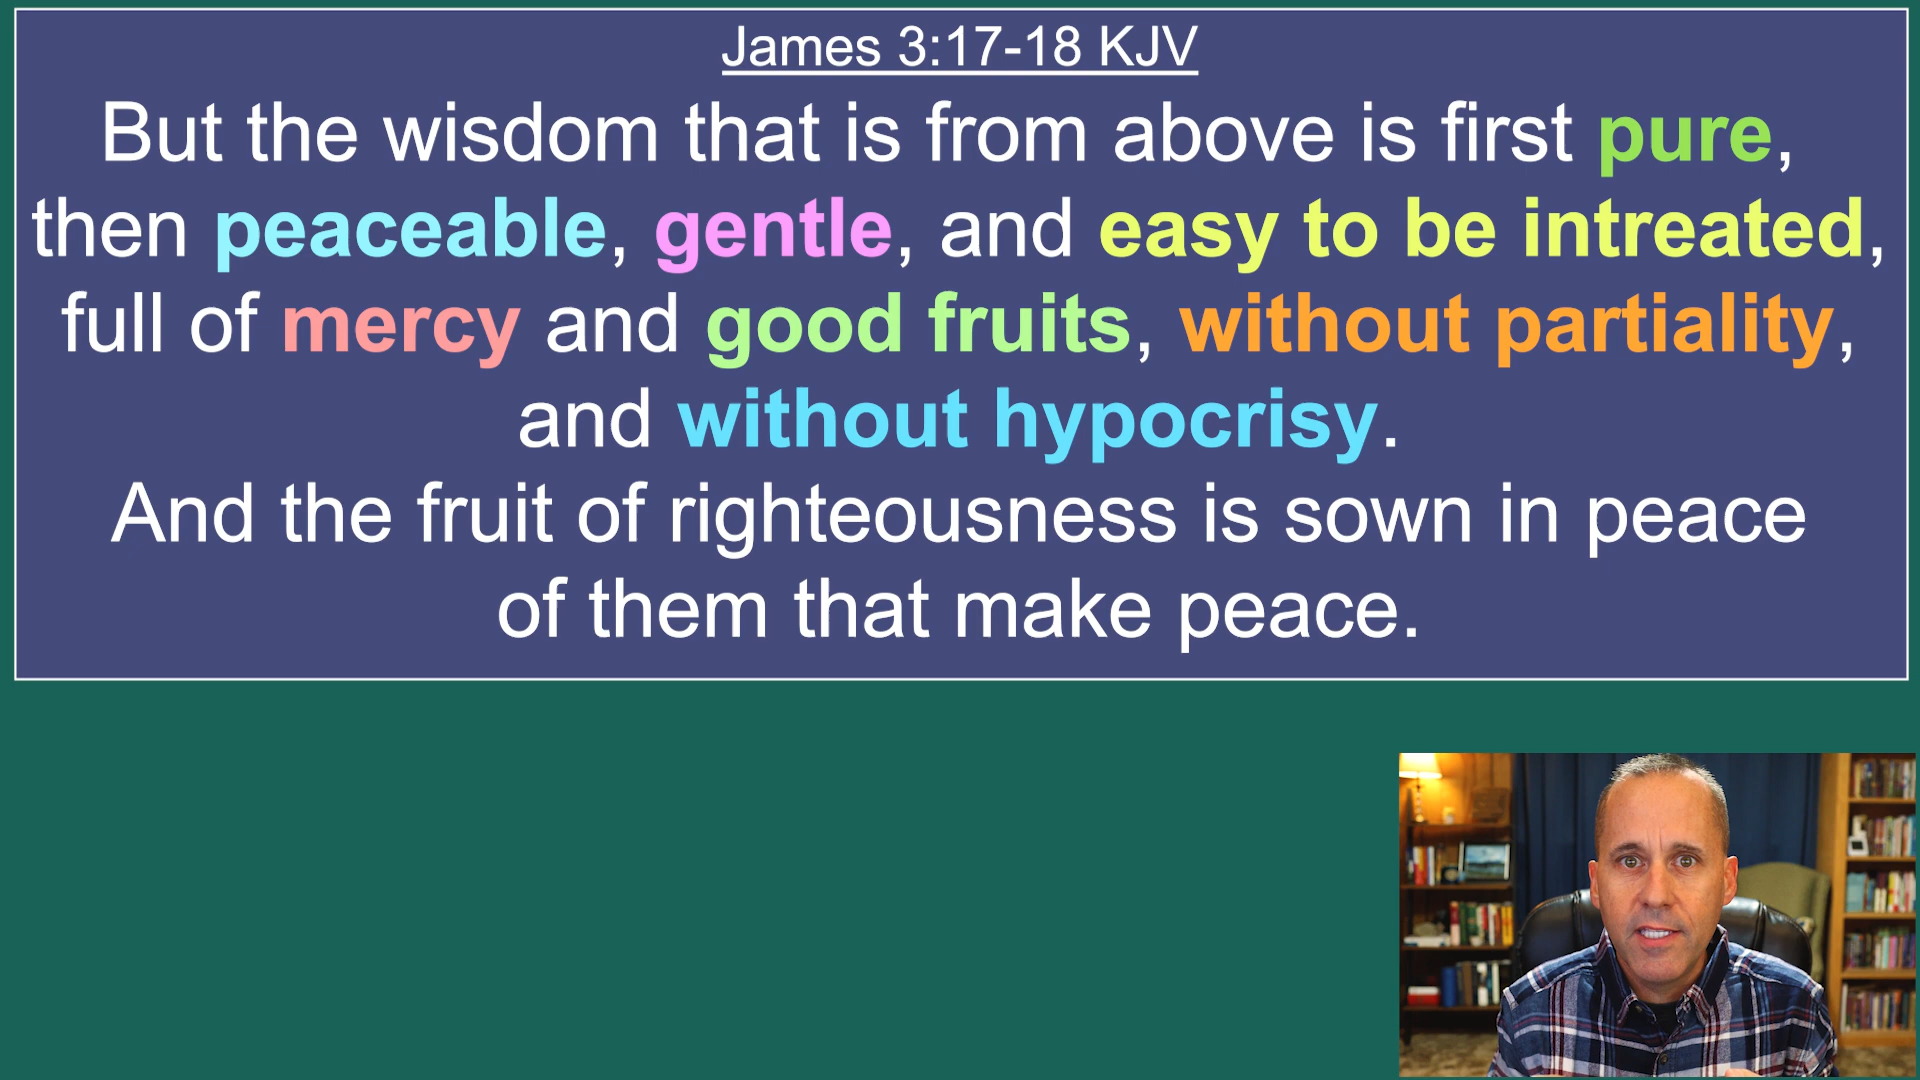 James 3:17-18 KJV
But the wisdom that is from above is first pure,
then peaceable, gentle, and easy to be intreated,
full of mercy and good fruits, without partiality,
and without hypocrisy.
And the fruit of righteousness is sown in peace
of them that make peace.